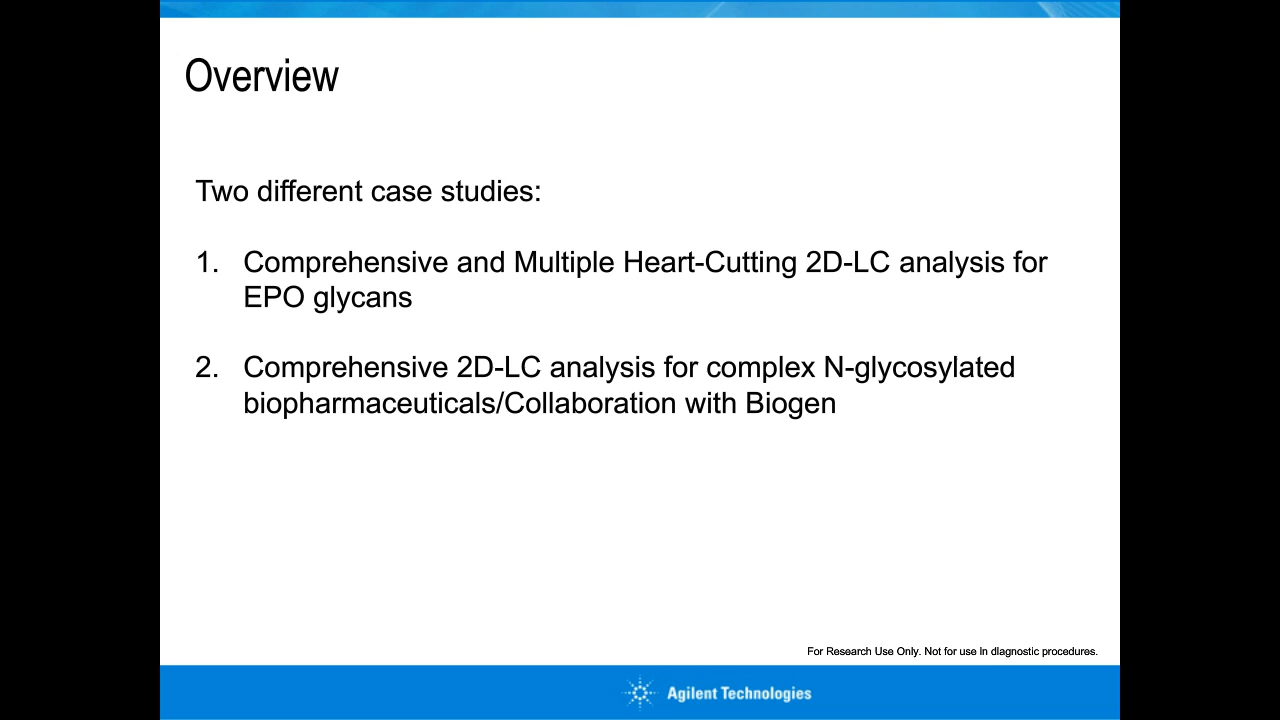 Overview
Two different case studies:
1. Comprehensive and Multiple Heart-Cutting 2D-LC analysis for
EPO glycans
2. Comprehensive 2D-LC analysis for complex N-glycosylated
biopharmaceuticals/Collaboration with Biogen
For Research Use Only. Not for use in diagnostic procedures.
Agilent Technologies